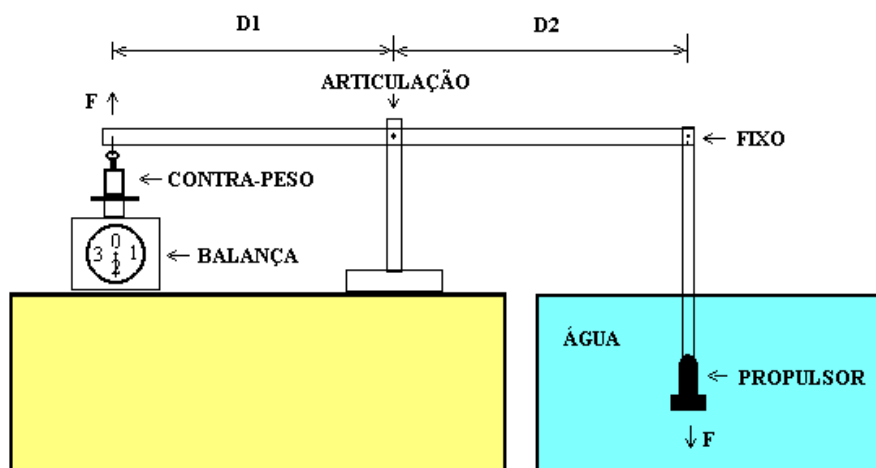 D1
D2
ARTICULAÇÃO
F
FIXO
CONTRA-PESO
0
3 1
2
BALANÇA
ÁGUA
PROPULSOR
F